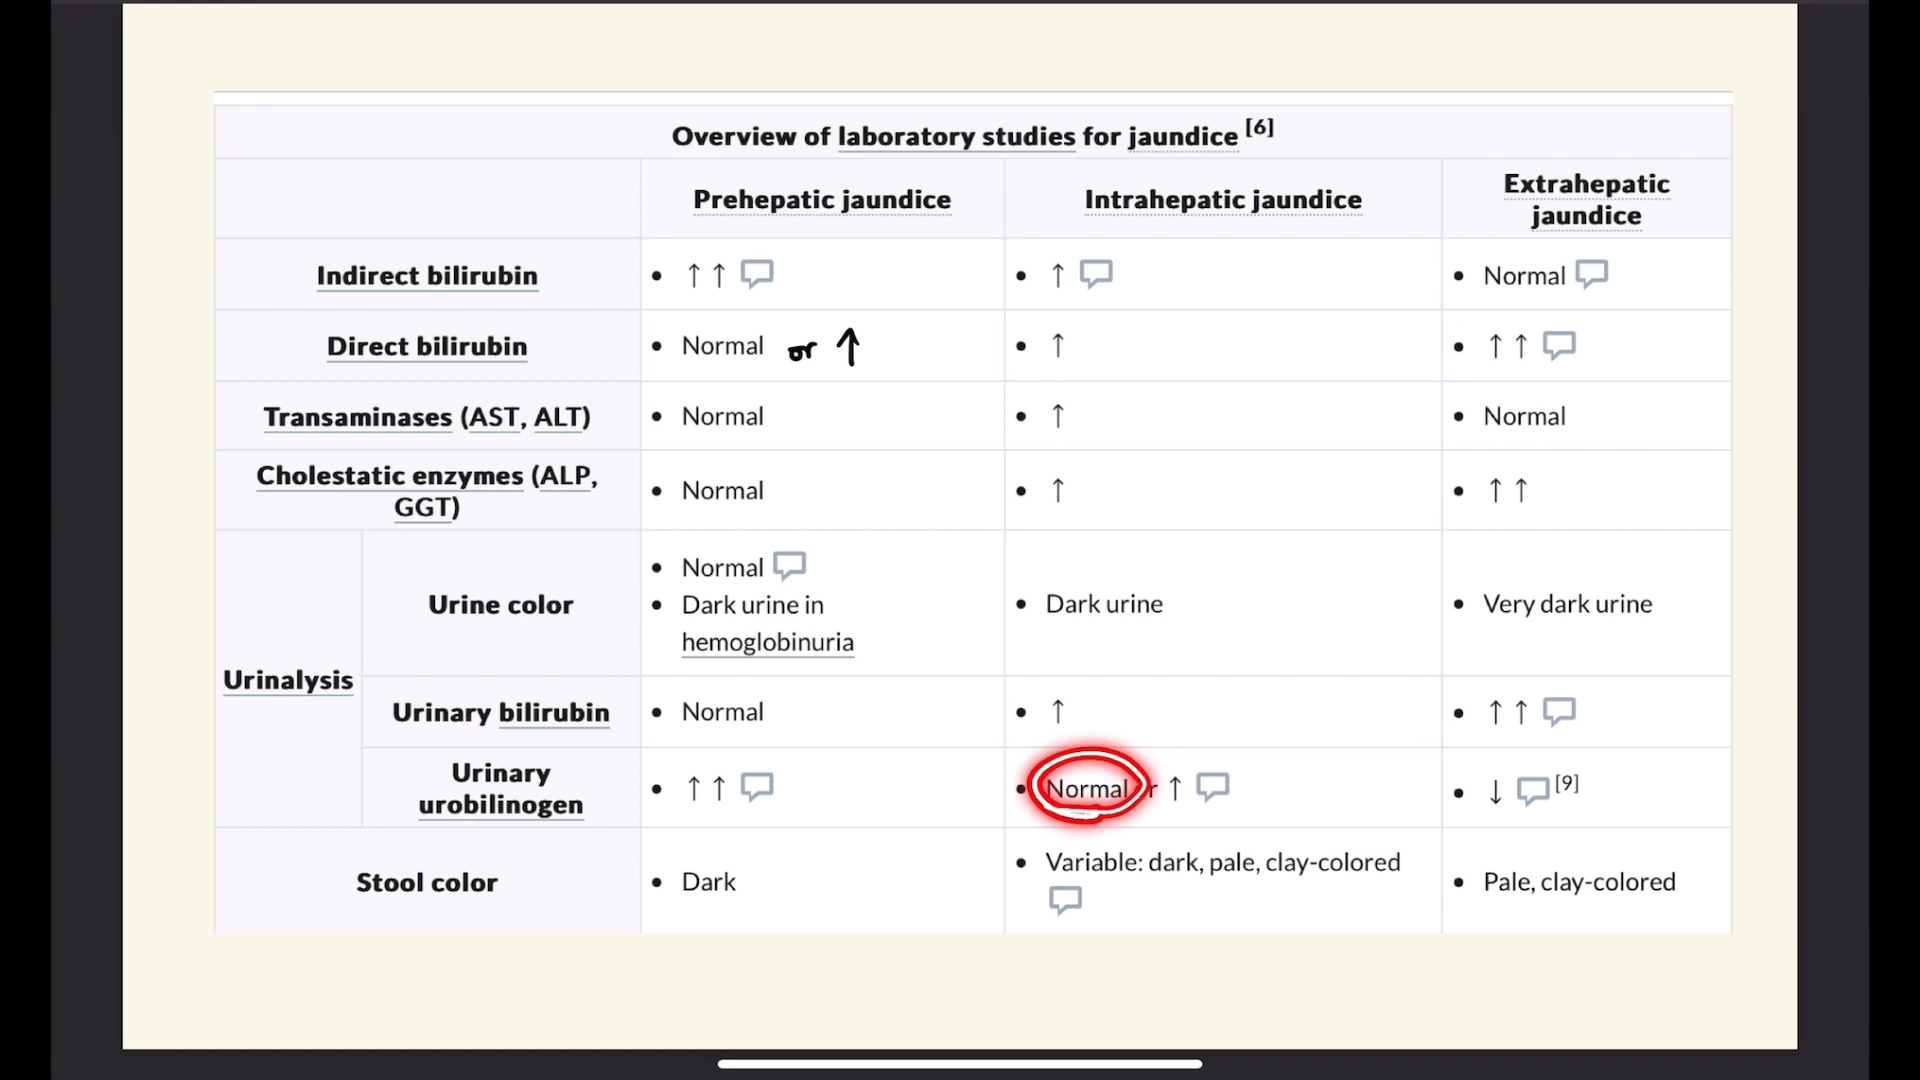 Overview of laboratory studies for jaundice [6]
Prehepatic jaundice
Intrahepatic jaundice
Extrahepatic
jaundice
Indirect bilirubin
• ↑ ↑
• ↑
• Normal
Direct bilirubin
• Normal or ↑
• ↑
• ↑ ↑
Transaminases (AST, ALT)
• Normal
• ↑
• Normal
Cholestatic enzymes (ALP,
GGT)
• Normal
• ↑
• ↑ ↑
Urinalysis
Urine color
• Normal
• Dark urine in
hemoglobinuria
• Dark urine
• Very dark urine
Urinary bilirubin
• Normal
• ↑
• ↑ ↑
Urinary
urobilinogen
• ↑ ↑
• Normal r ↑
• ↓ [9]
Stool color
• Dark
• Variable: dark, pale, clay-colored
• Pale, clay-colored